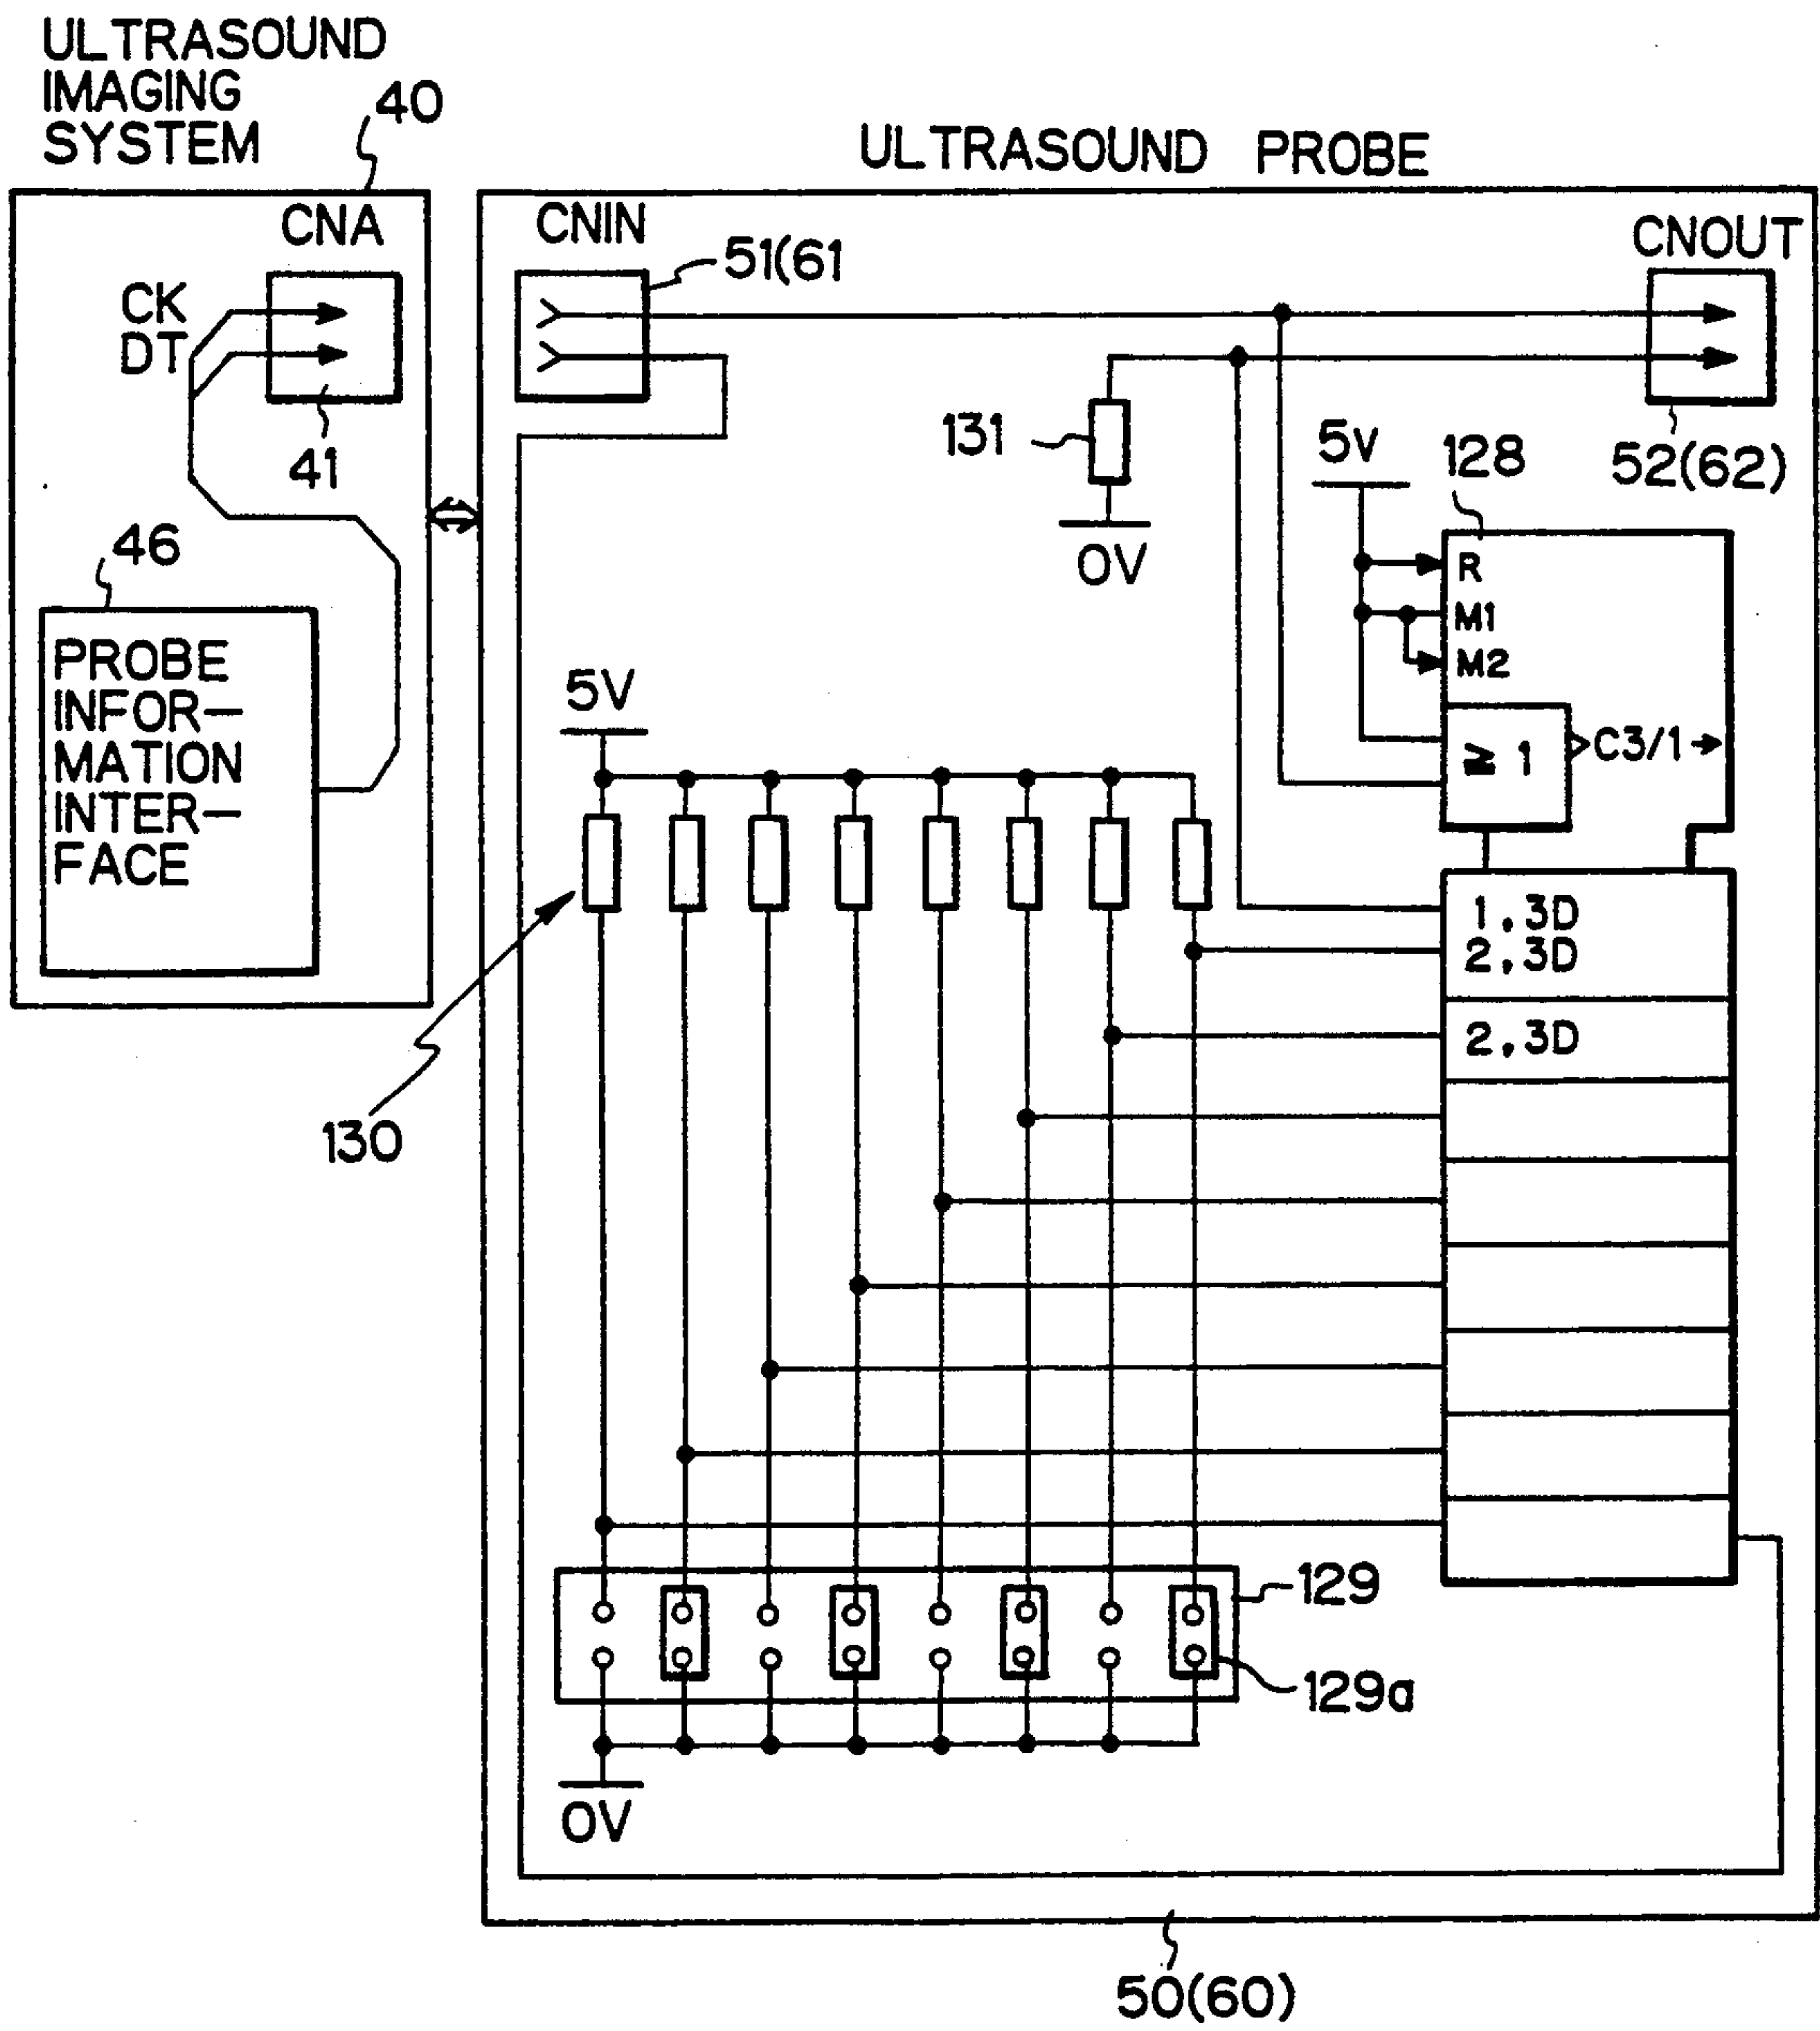 ULTRASOUND
IMAGING
SYSTEM
40
ULTRASOUND PROBE
CNA
CNIN
51(61
CNOUT
CK
DT
41
131
5V
128
52(62)
0V
R
M1
M2
46
PROBE
INFOR-
MATION
INTER-
FACE
5V
≥ 1
C3/1→
1,3D
2,3D
2,3D
130
129
129a
0V
50(60)